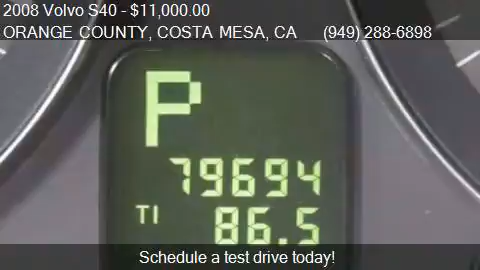 2008 Volvo S40 - $11,000.00
ORANGE COUNTY, COSTA MESA, CA (949) 288-6898
P
79694
T1 86.5
Schedule a test drive today!